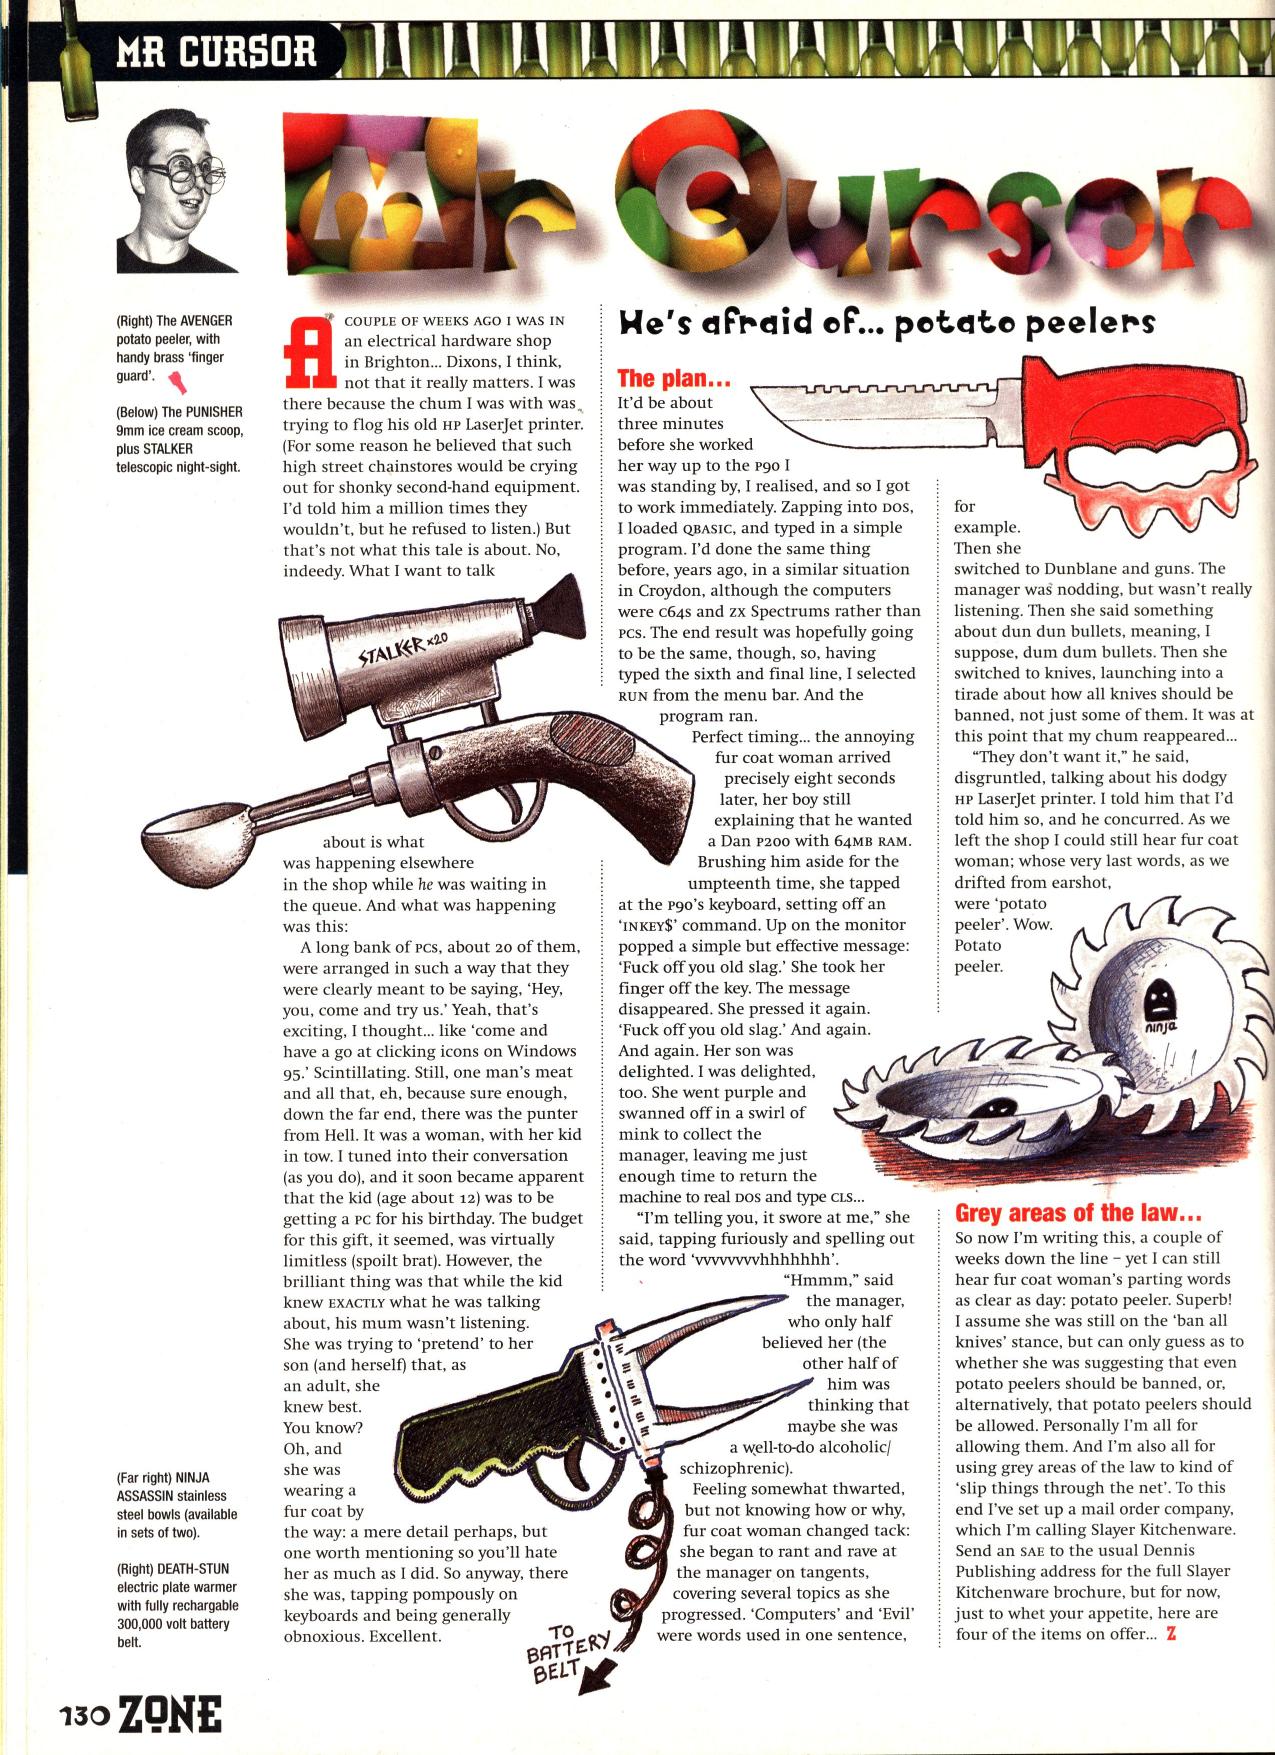 MR CURSOR
Mr Cursor
(Right) The AVENGER
potato peeler, with
handy brass 'finger
guard'.
(Below) The PUNISHER
9mm ice cream scoop,
plus STALKER
telescopic night-sight.
A COUPLE OF WEEKS AGO I WAS IN
an electrical hardware shop
in Brighton... Dixons, I think,
not that it really matters. I was
there because the chum I was with was
trying to flog his old HP LaserJet printer.
(For some reason he believed that such
high street chainstores would be crying
out for shonky second-hand equipment.
I'd told him a million times they
wouldn't, but he refused to listen.) But
that's not what this tale is about. No,
indeedy. What I want to talk
STALKER x20
about is what
was happening elsewhere
in the shop while he was waiting in
the queue. And what was happening
was this:
A long bank of PCs, about 20 of them,
were arranged in such a way that they
were clearly meant to be saying, 'Hey,
you, come and try us.' Yeah, that's
exciting, I thought... like 'come and
have a go at clicking icons on Windows
95.' Scintillating. Still, one man's meat
and all that, eh, because sure enough,
down the far end, there was the punter
from Hell. It was a woman, with her kid
in tow. I tuned into their conversation
(as you do), and it soon became apparent
that the kid (age about 12) was to be
getting a PC for his birthday. The budget
for this gift, it seemed, was virtually
limitless (spoilt brat). However, the
brilliant thing was that while the kid
knew EXACTLY what he was talking
about, his mum wasn't listening.
She was trying to 'pretend' to her
son (and herself) that, as
an adult, she
knew best.
You know?
Oh, and
she was
wearing a
fur coat by
the way: a mere detail perhaps, but
one worth mentioning so you'll hate
her as much as I did. So anyway, there
she was, tapping pompously on
keyboards and being generally
obnoxious. Excellent.
He's afraid of... potato peelers
The plan...
It'd be about
three minutes
before she worked
her way up to the P90 I
was standing by, I realised, and so I got
to work immediately. Zapping into DOS,
I loaded QBASIC, and typed in a simple
program. I'd done the same thing
before, years ago, in a similar situation
in Croydon, although the computers
were C64s and ZX Spectrums rather than
PCs. The end result was hopefully going
to be the same, though, so, having
typed the sixth and final line, I selected
RUN from the menu bar. And the
program ran.
Perfect timing... the annoying
fur coat woman arrived
precisely eight seconds
later, her boy still
explaining that he wanted
a Dan P200 with 64MB RAM.
Brushing him aside for the
umpteenth time, she tapped
at the P90's keyboard, setting off an
'INKEY$' command. Up on the monitor
popped a simple but effective message:
'Fuck off you old slag.' She took her
finger off the key. The message
disappeared. She pressed it again.
'Fuck off you old slag.' And again.
And again. Her son was
delighted. I was delighted,
too. She went purple and
swanned off in a swirl of
mink to collect the
manager, leaving me just
enough time to return the
machine to real DOS and type CLS...
"I'm telling you, it swore at me," she
said, tapping furiously and spelling out
the word 'vvvvvvvvhhhhhhh'.
"Hmmm," said
the manager,
who only half
believed her (the
other half of
him was
thinking that
maybe she was
a well-to-do alcoholic/
schizophrenic).
Feeling somewhat thwarted,
but not knowing how or why,
fur coat woman changed tack:
she began to rant and rave at
the manager on tangents,
covering several topics as she
progressed. 'Computers' and 'Evil'
were words used in one sentence,
for
example.
Then she
switched to Dunblane and guns. The
manager was nodding, but wasn't really
listening. Then she said something
about dun dun bullets, meaning, I
suppose, dum dum bullets. Then she
switched to knives, launching into a
tirade about how all knives should be
banned, not just some of them. It was at
this point that my chum reappeared...
"They don't want it," he said,
disgruntled, talking about his dodgy
HP LaserJet printer. I told him that I'd
told him so, and he concurred. As we
left the shop I could still hear fur coat
woman; whose very last words, as we
drifted from earshot,
were 'potato
peeler'. Wow.
Potato
peeler.
ninja
Grey areas of the law...
So now I'm writing this, a couple of
weeks down the line – yet I can still
hear fur coat woman's parting words
as clear as day: potato peeler. Superb!
I assume she was still on the 'ban all
knives' stance, but can only guess as to
whether she was suggesting that even
potato peelers should be banned, or,
alternatively, that potato peelers should
be allowed. Personally I'm all for
allowing them. And I'm also all for
using grey areas of the law to kind of
'slip things through the net'. To this
end I've set up a mail order company,
which I'm calling Slayer Kitchenware.
Send an SAE to the usual Dennis
Publishing address for the full Slayer
Kitchenware brochure, but for now,
just to whet your appetite, here are
four of the items on offer... Z
(Far right) NINJA
ASSASSIN stainless
steel bowls (available
in sets of two).
(Right) DEATH-STUN
electric plate warmer
with fully rechargable
300,000 volt battery
belt.
TO
BATTERY
BELT
130 ZONE